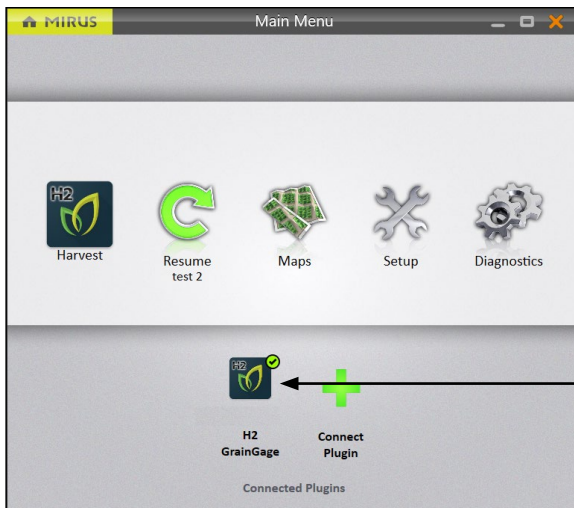 MIRUS
Main Menu
H2
Harvest
Resume
test 2
Maps
Setup
Diagnostics
H2
H2
GrainGage
Connect
Plugin
Connected Plugins